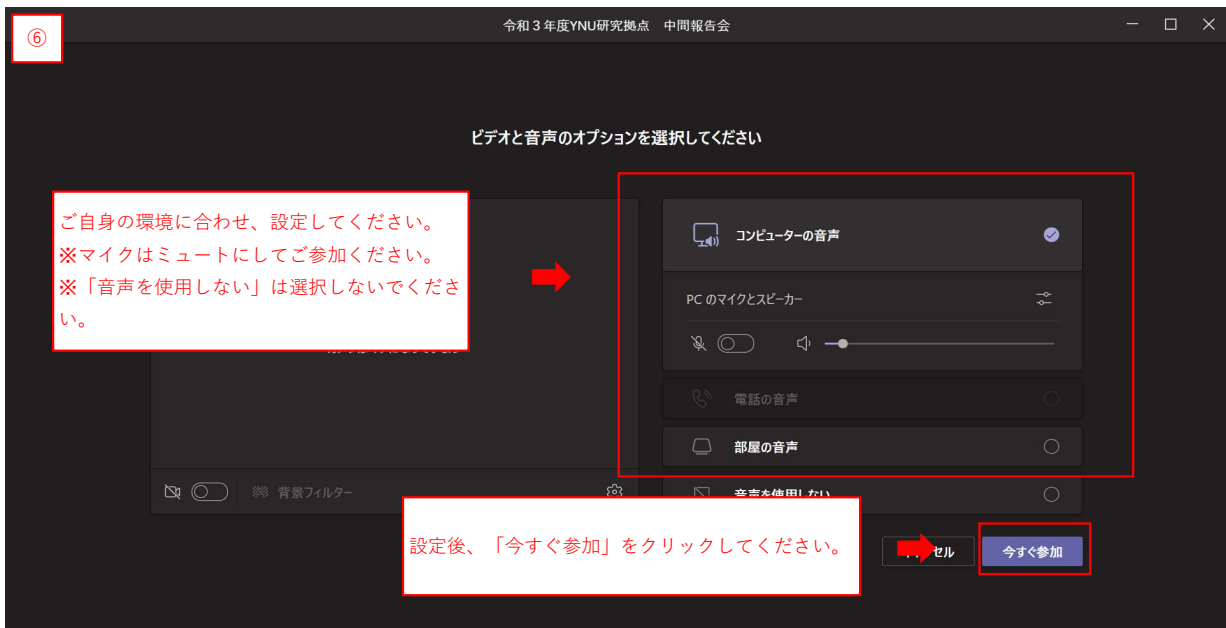 ⑥
令和３年度YNU研究拠点　中間報告会
ビデオと音声のオプションを選択してください
ご自身の環境に合わせ、設定してください。
※マイクはミュートにしてご参加ください。
※「音声を使用しない」は選択しないでくださ
い。
コンピューターの音声
PC のマイクとスピーカー
電話の音声
部屋の音声
音声を使用しない
背景フィルター
設定後、「今すぐ参加」をクリックしてください。
セル
今すぐ参加